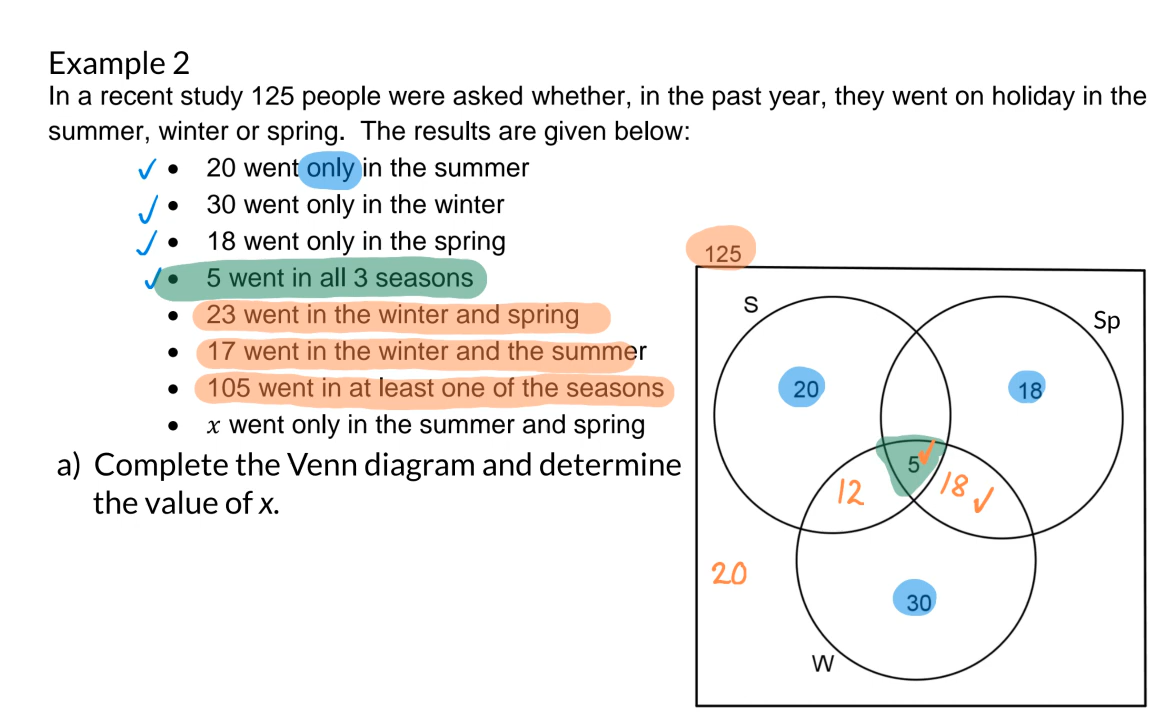 Example 2
In a recent study 125 people were asked whether, in the past year, they went on holiday in the
summer, winter or spring. The results are given below:
✓ • 20 went only in the summer
✓ • 30 went only in the winter
✓ • 18 went only in the spring
✓ • 5 went in all 3 seasons
• 23 went in the winter and spring
• 17 went in the winter and the summer
• 105 went in at least one of the seasons
• x went only in the summer and spring
a) Complete the Venn diagram and determine
the value of x.
125
S
Sp
20
18
5 ✓
12
18 ✓
20
30
W